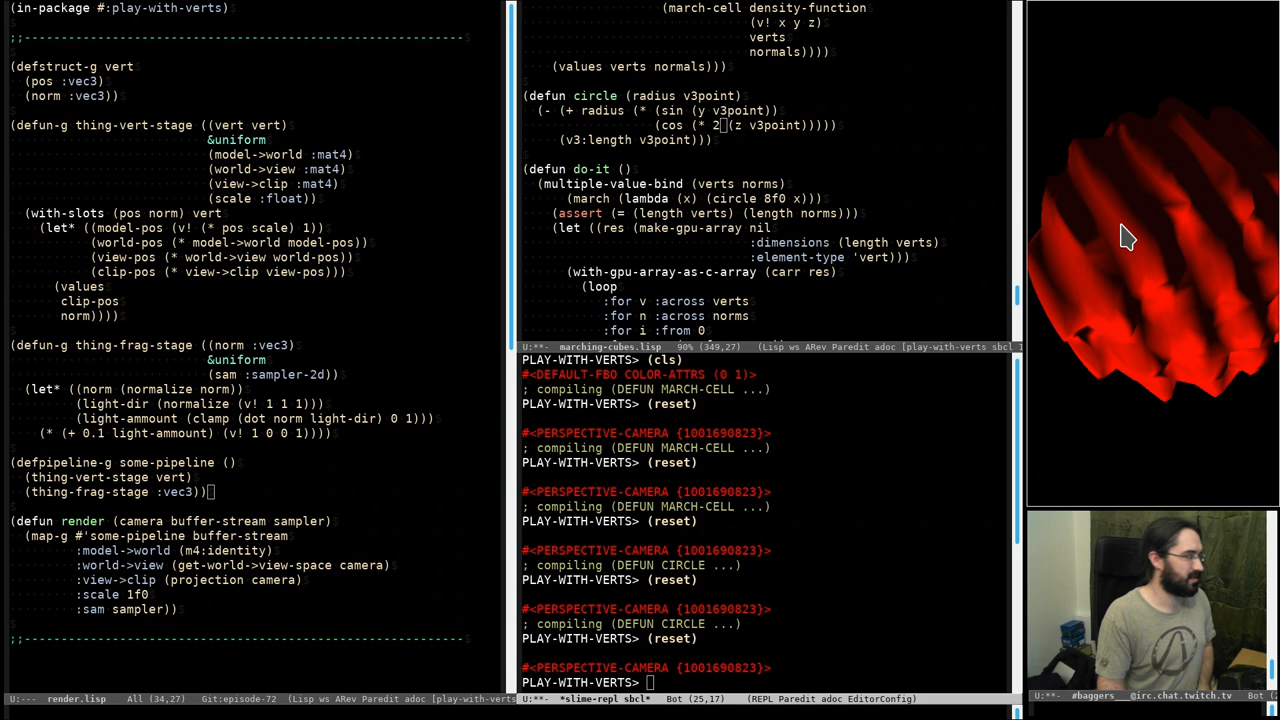 (in-package #:play-with-verts)
;;------------------------------------------------------------
(defstruct-g vert
(pos :vec3)
(norm :vec3))
(defun-g thing-vert-stage ((vert vert)
&uniform
(model->world :mat4)
(world->view :mat4)
(view->clip :mat4)
(scale :float))
(with-slots (pos norm) vert
(let* ((model-pos (v! (* pos scale) 1))
(world-pos (* model->world model-pos))
(view-pos (* world->view world-pos))
(clip-pos (* view->clip view-pos)))
(values
clip-pos
norm))))
(defun-g thing-frag-stage ((norm :vec3)
&uniform
(sam :sampler-2d))
(let* ((norm (normalize norm))
(light-dir (normalize (v! 1 1 1)))
(light-ammount (clamp (dot norm light-dir) 0 1)))
(* (+ 0.1 light-ammount) (v! 1 0 0 1))))
(defpipeline-g some-pipeline ()
(thing-vert-stage vert)
(thing-frag-stage :vec3))
(defun render (camera buffer-stream sampler)
(map-g #'some-pipeline buffer-stream
:model->world (m4:identity)
:world->view (get-world->view-space camera)
:view->clip (projection camera)
:scale 1f0
:sam sampler))
;;------------------------------------------------------------
U:--- render.lisp All (34,27) Git:episode-72 (Lisp ws ARev Paredit adoc [play-with-verts
(march-cell density-function
(v! x y z)
verts
normals))))
(values verts normals)))
(defun circle (radius v3point)
(- (+ radius (* (sin (y v3point))
(cos (* 2 (z v3point)))))
(v3:length v3point)))
(defun do-it ()
(multiple-value-bind (verts norms)
(march (lambda (x) (circle 8f0 x)))
(assert (= (length verts) (length norms)))
(let ((res (make-gpu-array nil
:dimensions (length verts)
:element-type 'vert)))
(with-gpu-array-as-c-array (carr res)
(loop
:for v :across verts
:for n :across norms
:for i :from 0
U:**- marching-cubes.lisp 90% (349,27) (Lisp ws ARev Paredit adoc [play-with-verts sbcl 1
PLAY-WITH-VERTS> (cls)
#<DEFAULT-FBO COLOR-ATTRS (0 1)>
; compiling (DEFUN MARCH-CELL ...)
PLAY-WITH-VERTS> (reset)
#<PERSPECTIVE-CAMERA {1001690823}>
; compiling (DEFUN MARCH-CELL ...)
PLAY-WITH-VERTS> (reset)
#<PERSPECTIVE-CAMERA {1001690823}>
; compiling (DEFUN MARCH-CELL ...)
PLAY-WITH-VERTS> (reset)
#<PERSPECTIVE-CAMERA {1001690823}>
; compiling (DEFUN CIRCLE ...)
PLAY-WITH-VERTS> (reset)
#<PERSPECTIVE-CAMERA {1001690823}>
; compiling (DEFUN CIRCLE ...)
PLAY-WITH-VERTS> (reset)
#<PERSPECTIVE-CAMERA {1001690823}>
PLAY-WITH-VERTS>
U:**- *slime-repl sbcl* Bot (25,17) (REPL Paredit adoc EditorConfig)
U:**- #baggers___@irc.chat.twitch.tv Bot (2